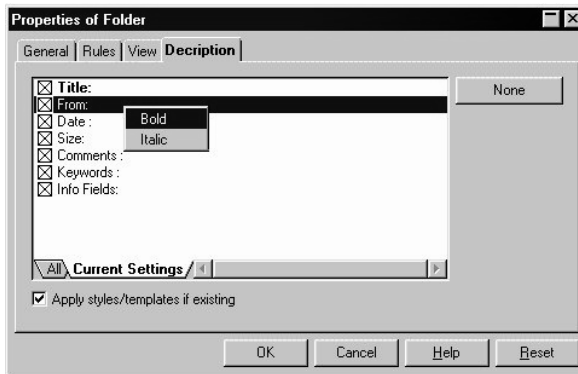 Properties of Folder
General Rules View Decription
Title:
From:
Date :
Size:
Comments :
Keywords :
Info Fields:
Bold
Italic
None
All Current Settings
Apply styles/templates if existing
OK Cancel Help Reset